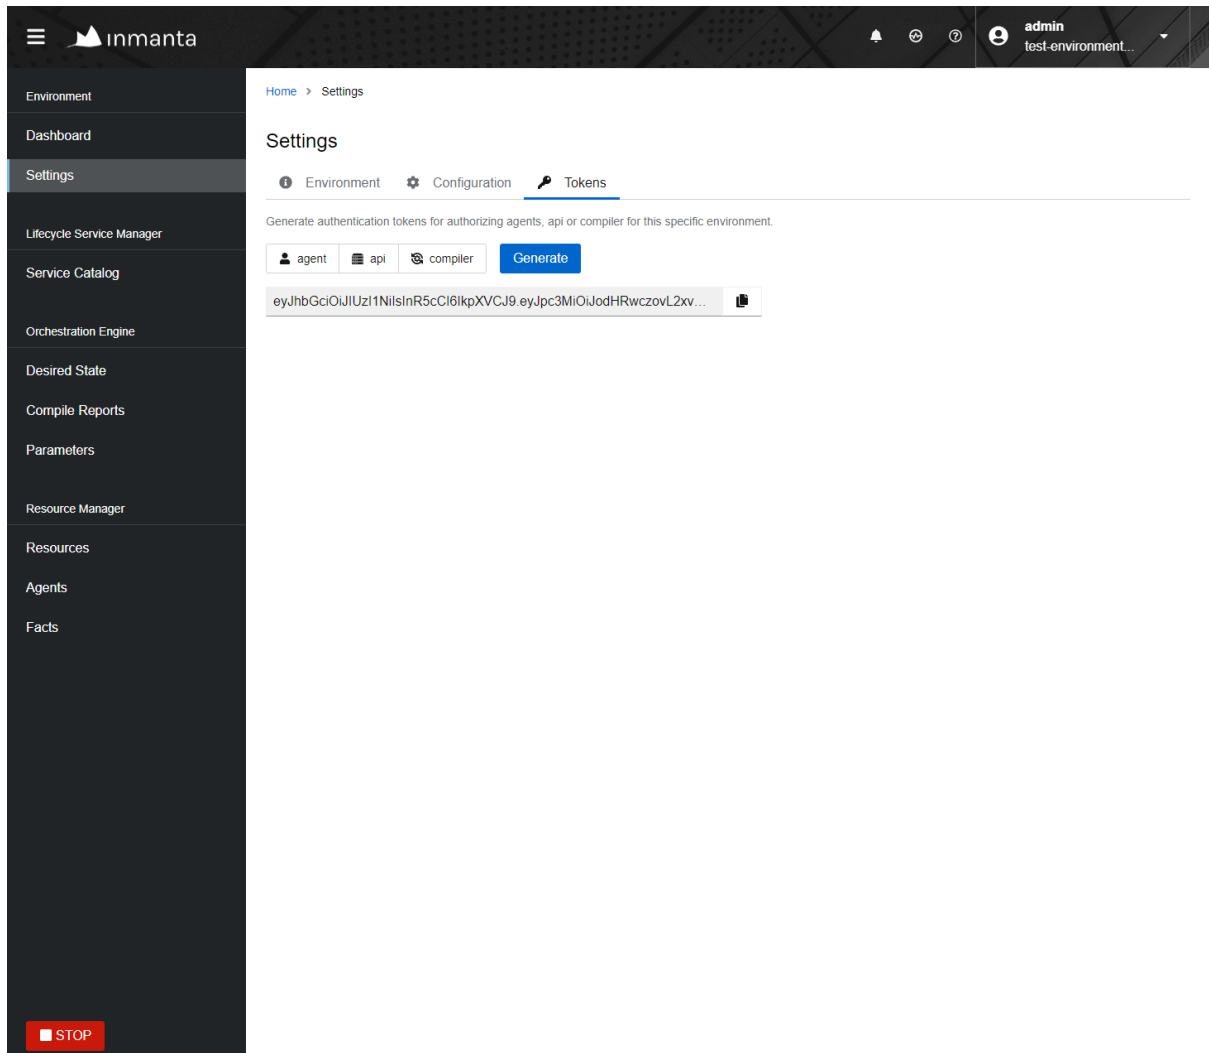 inmanta
admin
test-environment...
Environment
Dashboard
Settings
Lifecycle Service Manager
Service Catalog
Orchestration Engine
Desired State
Compile Reports
Parameters
Resource Manager
Resources
Agents
Facts
STOP
Home > Settings
Settings
Environment Configuration Tokens
Generate authentication tokens for authorizing agents, api or compiler for this specific environment.
agent api compiler Generate
eyJhbGciOiJIUzI1NiIsInR5cCI6IkpXVCJ9.eyJpc3MiOiJodHRwczovL2xv...